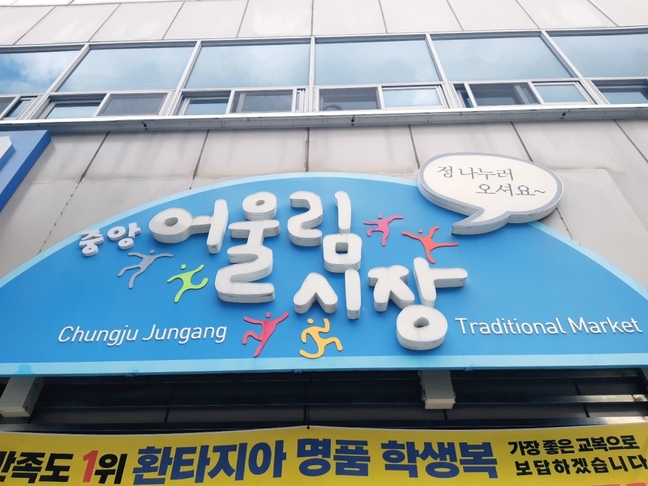 정 나누러
오셔요~
중앙 어울림
시장
Chungju Jungang Traditional Market
만족도 1위 환타지아 명품 학생복
가장 좋은 교복으로
보답하겠습니다